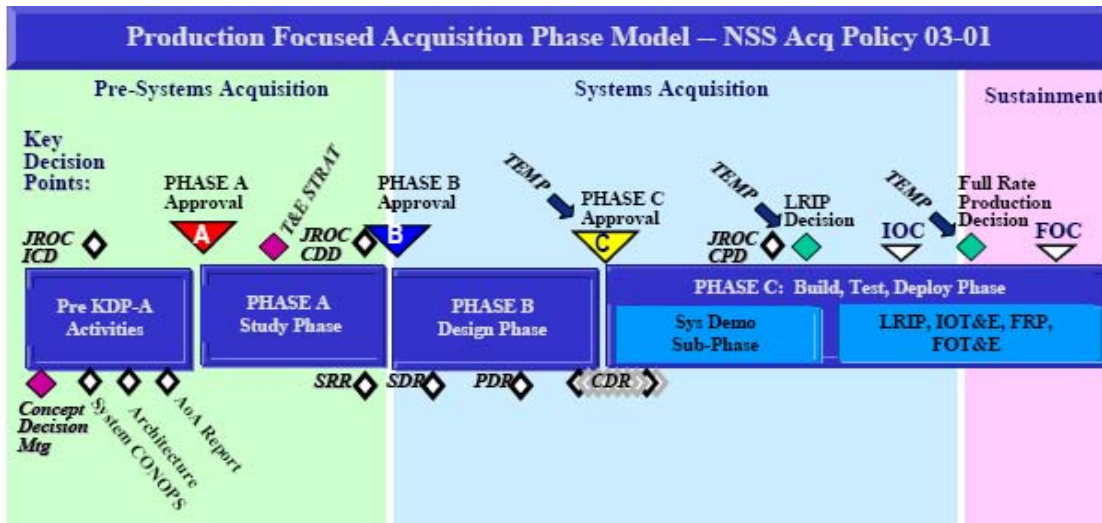 Production Focused Acquisition Phase Model – NSS Acq Policy 03-01
Pre-Systems Acquisition
Systems Acquisition
Sustainment
Key
Decision
Points:
PHASE A
Approval
T&E STRAT
PHASE B
Approval
TEMP
PHASE C
Approval
TEMP
LRIP
Decision
TEMP
Full Rate
Production
Decision
JROC
ICD
A
JROC
CDD
B
C
JROC
CPD
IOC
FOC
Pre KDP-A
Activities
PHASE A
Study Phase
PHASE B
Design Phase
PHASE C: Build, Test, Deploy Phase
Sys Demo
Sub-Phase
LRIP, IOT&E, FRP,
FOT&E
SRR
SDR
PDR
CDR
Concept
Decision
Mtg
System CONOPS
Architecture
AoA Report